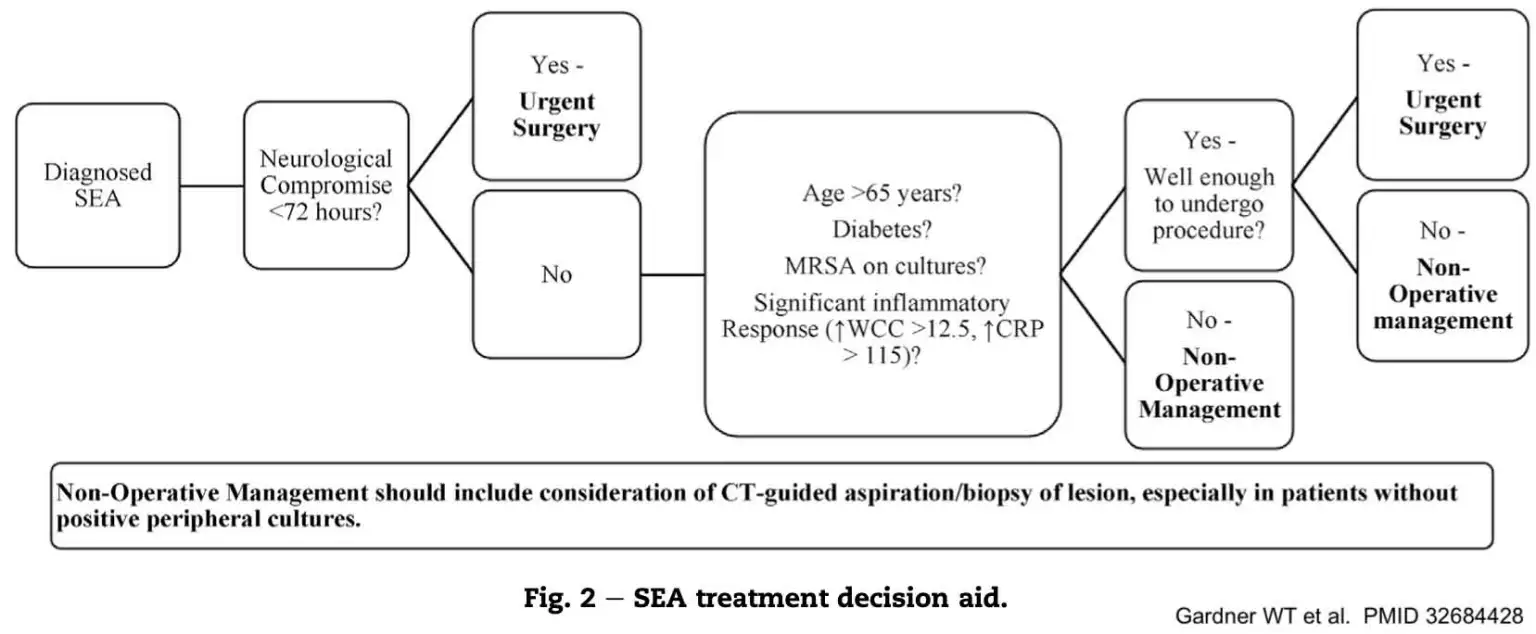 Diagnosed
SEA
Neurological
Compromise
<72 hours?
Yes -
Urgent
Surgery
No
Age >65 years?
Diabetes?
MRSA on cultures?
Significant inflammatory
Response (↑WCC >12.5, ↑CRP
> 115)?
Yes -
Well enough
to undergo
procedure?
No -
Non-
Operative
Management
Yes -
Urgent
Surgery
No -
Non-
Operative
management
Non-Operative Management should include consideration of CT-guided aspiration/biopsy of lesion, especially in patients without
positive peripheral cultures.
Fig. 2 – SEA treatment decision aid.
Gardner WT et al. PMID 32684428